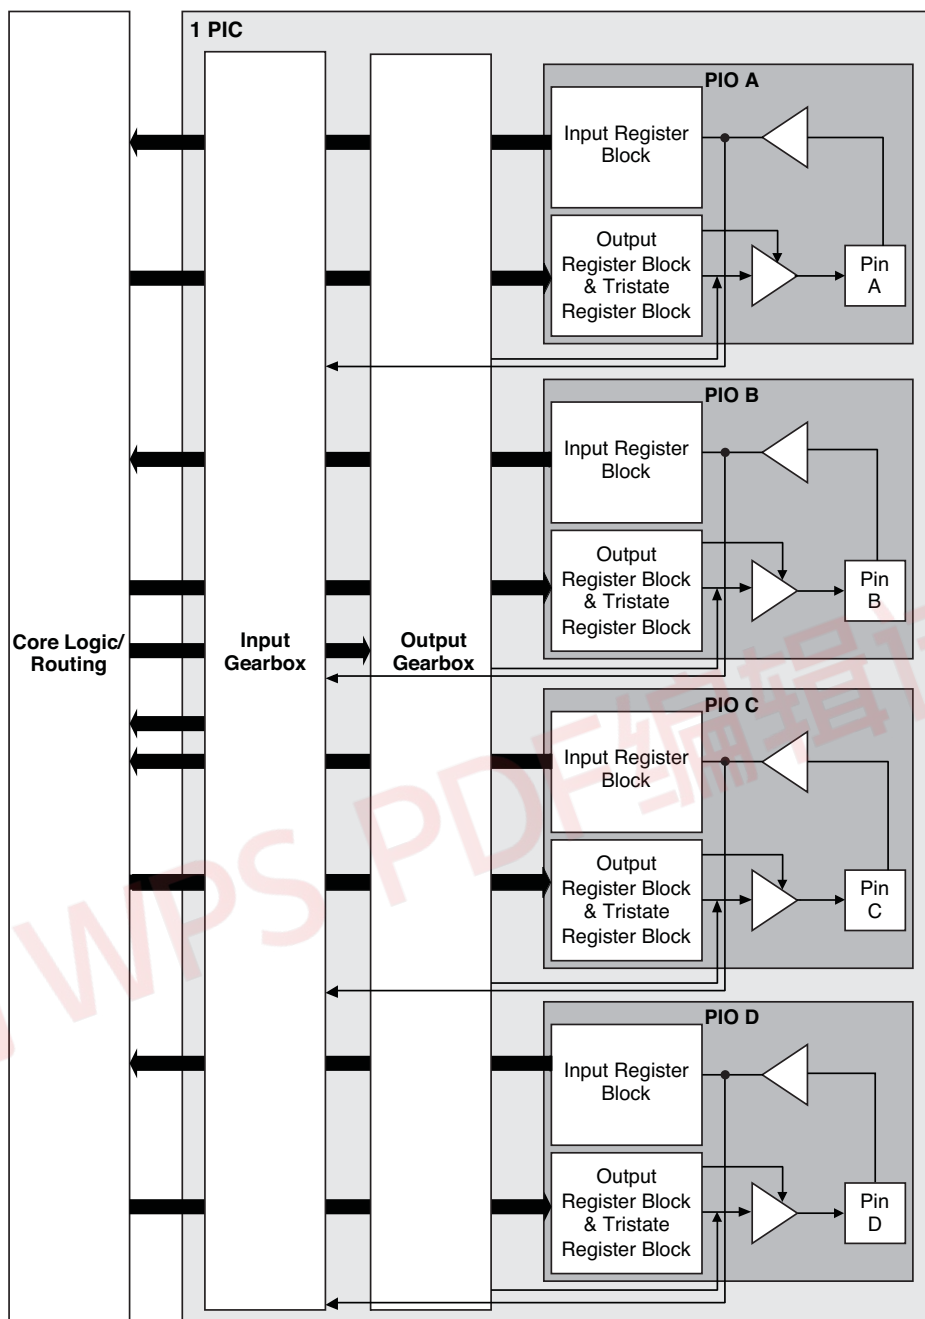 1 PIC
PIO A
Input Register
Block
Output
Register Block
& Tristate
Register Block
Pin
A
PIO B
Input Register
Block
Output
Register Block
& Tristate
Register Block
Pin
B
Core Logic/
Routing
Input
Gearbox
Output
Gearbox
PIO C
Input Register
Block
Output
Register Block
& Tristate
Register Block
Pin
C
PIO D
Input Register
Block
Output
Register Block
& Tristate
Register Block
Pin
D
WPS PDF编辑